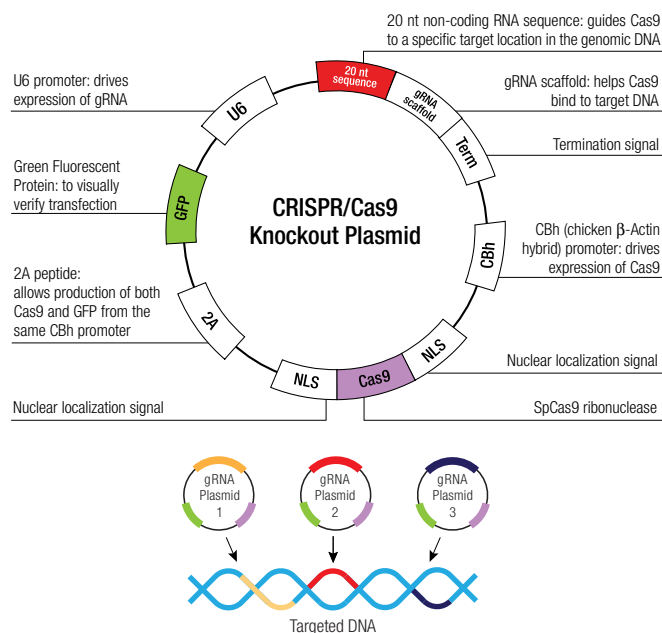 20 nt non-coding RNA sequence: guides Cas9
to a specific target location in the genomic DNA
U6 promoter: drives
expression of gRNA
20 nt
sequence
gRNA
scaffold
gRNA scaffold: helps Cas9
bind to target DNA
U6
Term
Termination signal
Green Fluorescent
Protein: to visually
verify transfection
GFP
CRISPR/Cas9
Knockout Plasmid
CBh
CBh (chicken β-Actin
hybrid) promoter: drives
expression of Cas9
2A peptide:
allows production of both
Cas9 and GFP from the
same CBh promoter
2A
NLS
Cas9
NLS
Nuclear localization signal
Nuclear localization signal
SpCas9 ribonuclease
gRNA
Plasmid
1
gRNA
Plasmid
2
gRNA
Plasmid
3
Targeted DNA